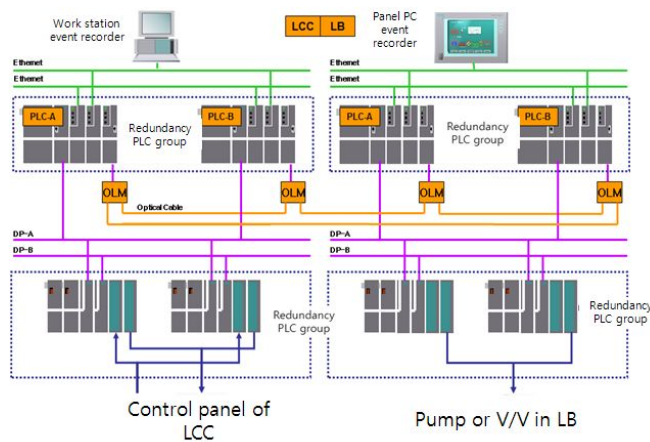 Work station
event recorder
LCC LB
Panel PC
event
recorder
Ethernet
Ethernet
Ethernet
Ethernet
PLC-A
Redundancy
PLC group
PLC-B
PLC-A
Redundancy
PLC group
PLC-B
OLM
OLM
OLM
OLM
Optical Cable
DP-A
DP-B
DP-A
DP-B
Redundancy
PLC group
Redundancy
PLC group
Control panel of
LCC
Pump or V/V in LB